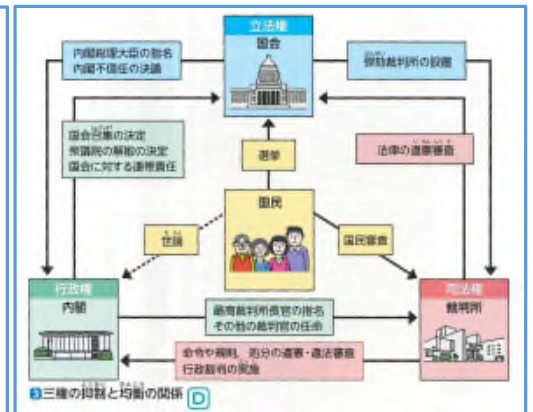 立法権
国会
内閣総理大臣の指名
内閣不信任の決議
弾劾裁判所の設置
国会召集の決定
衆議院の解散の決定
国会に対する連帯責任
選挙
法律の違憲審査
国民
世論
国民審査
行政権
内閣
司法権
裁判所
最高裁判所長官の指名
その他の裁判官の任命
命令や規則、処分の違憲・違法審査
行政裁判の実施
3三権の抑制と均衡の関係 D